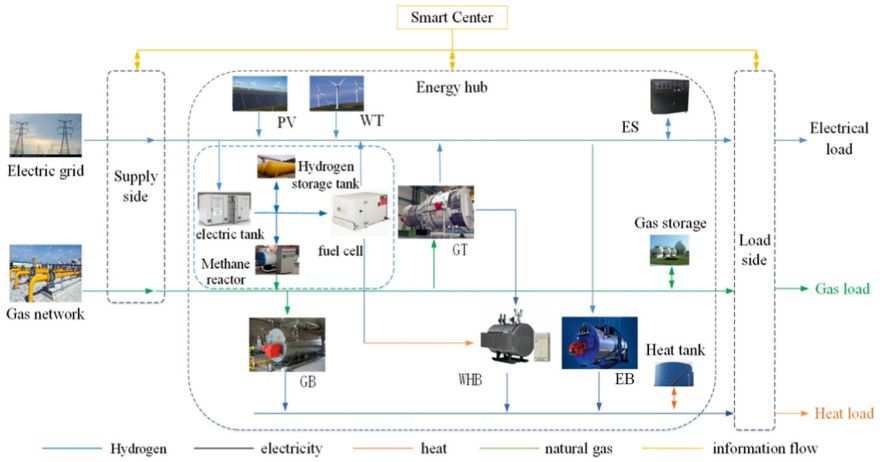 Smart Center
Energy hub
PV
WT
ES
Electric grid
Supply
side
Hydrogen
storage tank
electric tank
fuel cell
GT
Gas storage
Load
side
Electrical
load
Methane
reactor
Gas network
Gas load
GB
WHB
EB
Heat tank
Heat load
Hydrogen
electricity
heat
natural gas
information flow